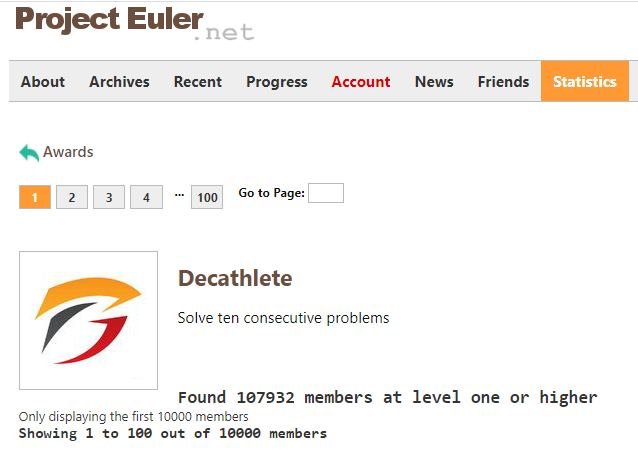 Project Euler
.net
About Archives Recent Progress Account News Friends Statistics
Awards
1 2 3 4 ... 100 Go to Page:
Decathlete
Solve ten consecutive problems
Found 107932 members at level one or higher
Only displaying the first 10000 members
Showing 1 to 100 out of 10000 members